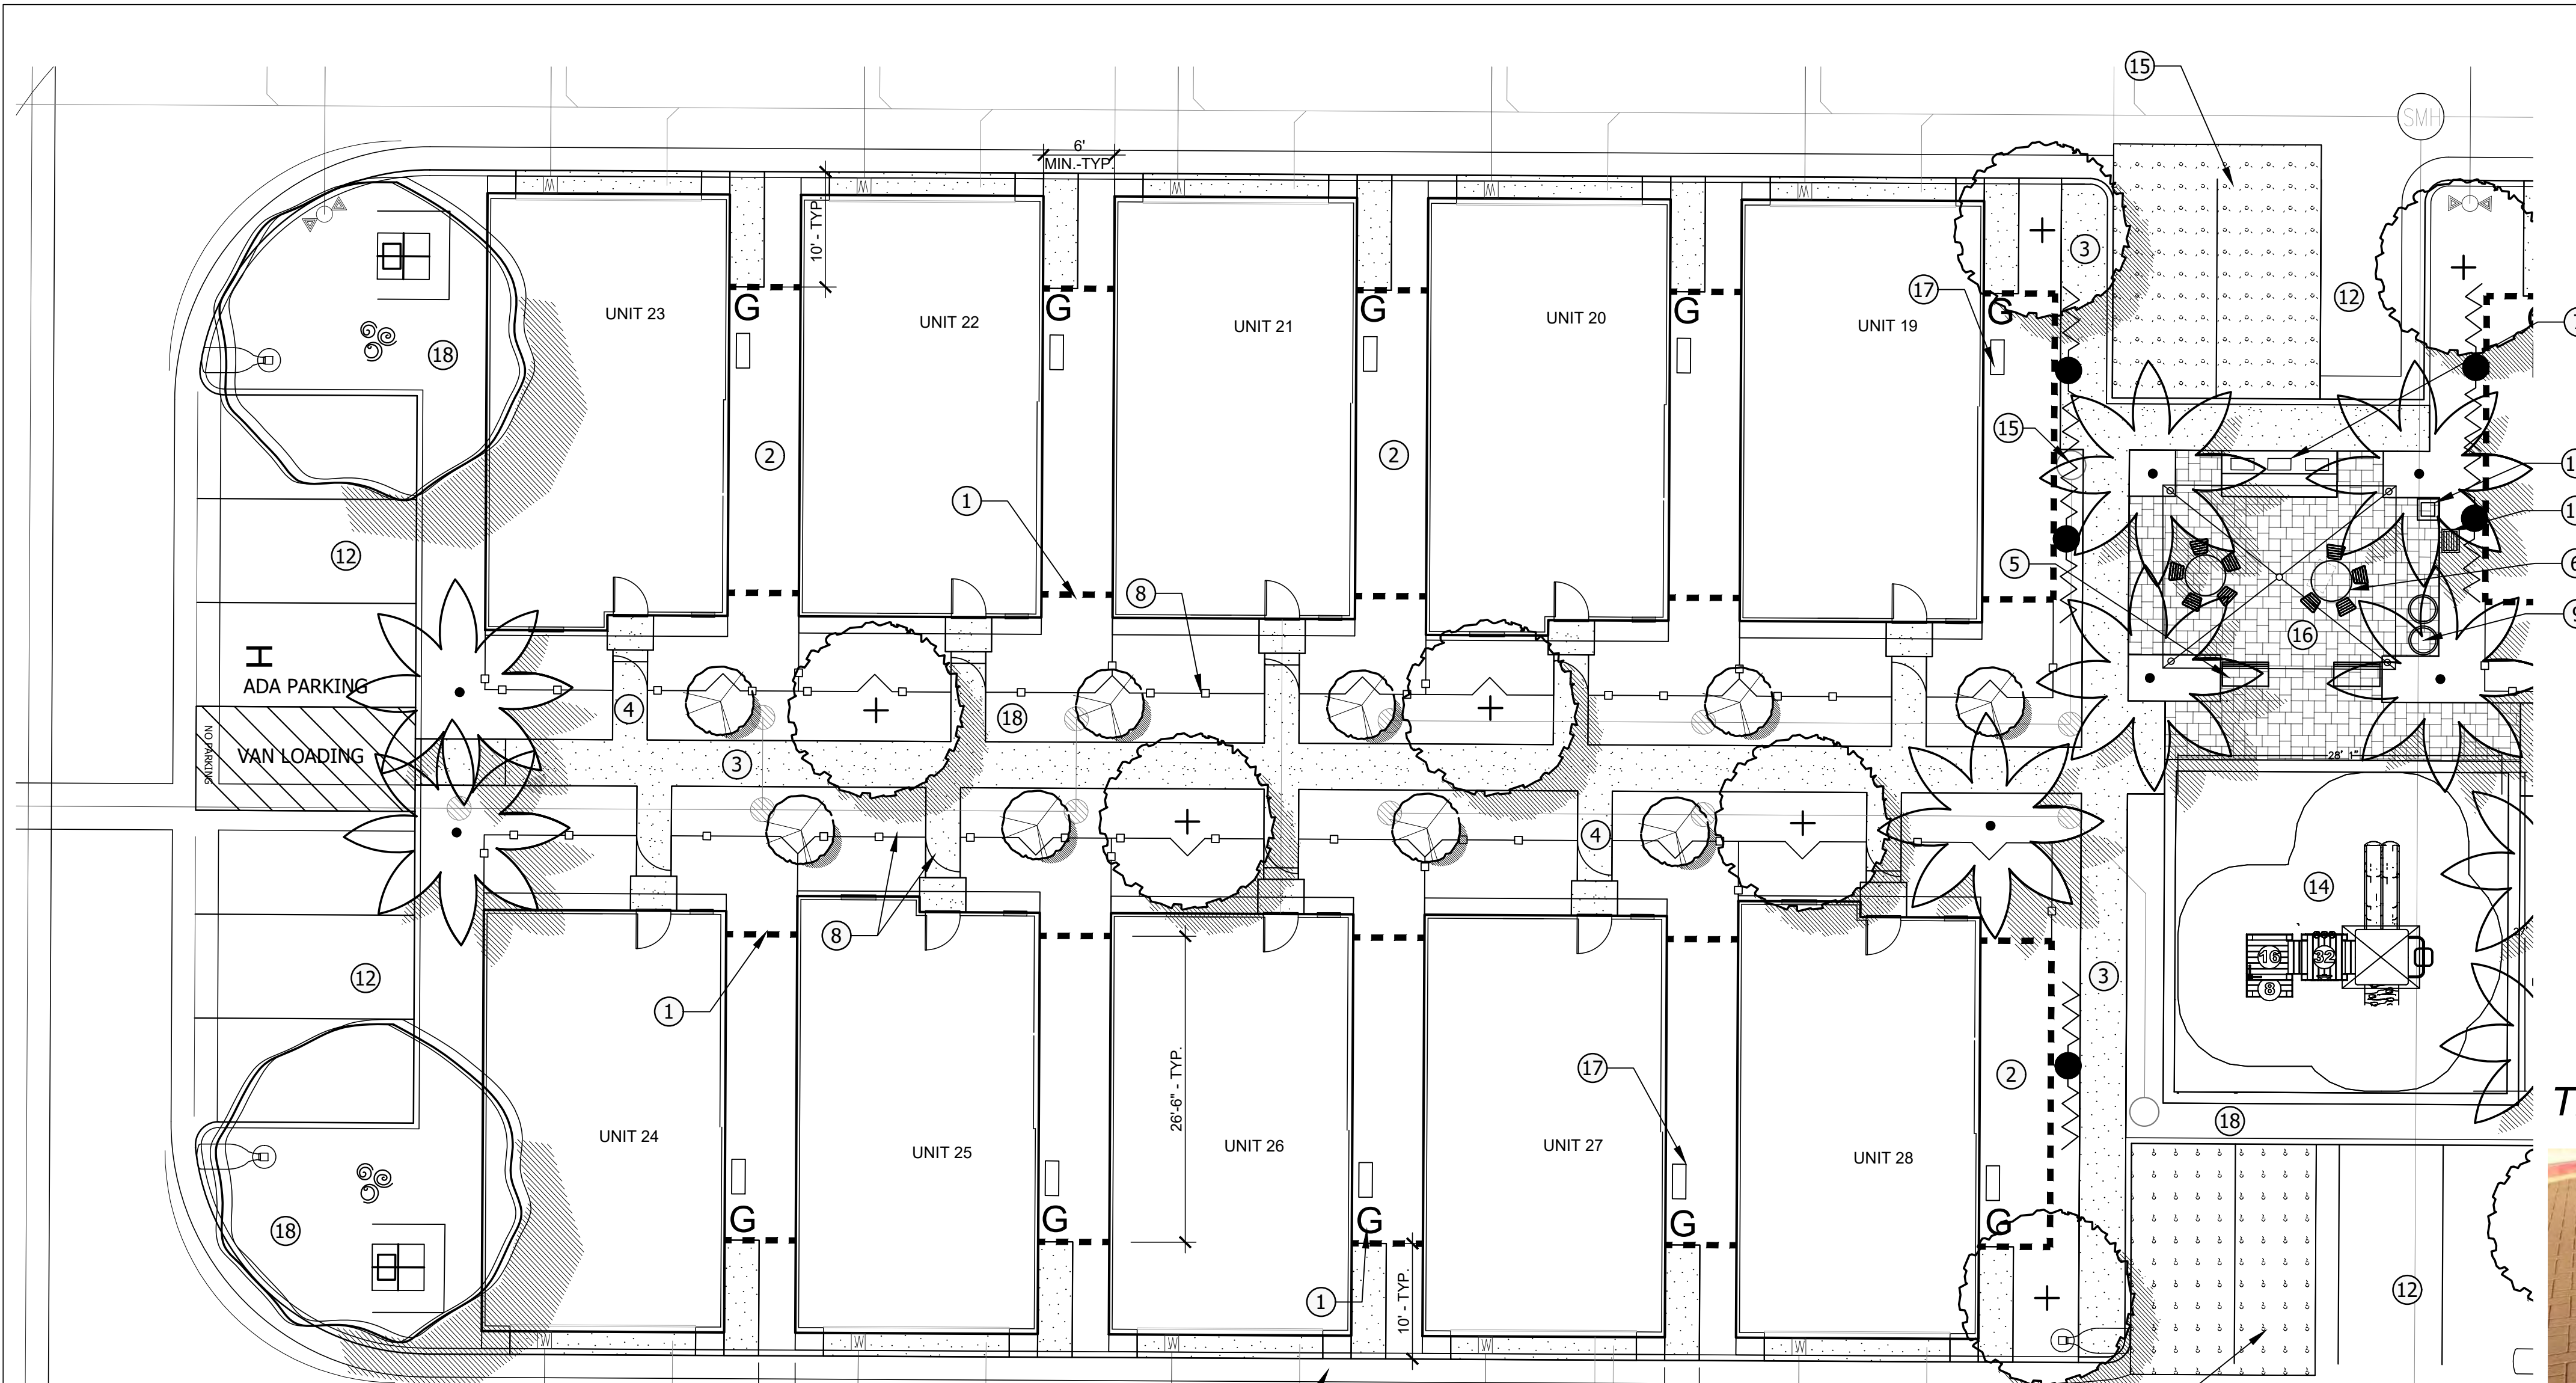 15
SMH
6'
MIN.-TYP
10' - TYP.
3
17
12
G
G
G
G
G
UNIT 23
UNIT 22
UNIT 21
UNIT 20
UNIT 19
18
15
2
2
1
12
5
8
16
H
ADA PARKING
4
18
NO PARKING
VAN LOADING
3
28' 1"
4
14
8
16
32
8
12
1
3
17
2
26'-6" - TYP.
T
18
UNIT 24
UNIT 25
UNIT 26
UNIT 27
UNIT 28
G
G
G
G
G
18
1
10' - TYP.
12
W
W
W
W
W
W
W
W
W
W